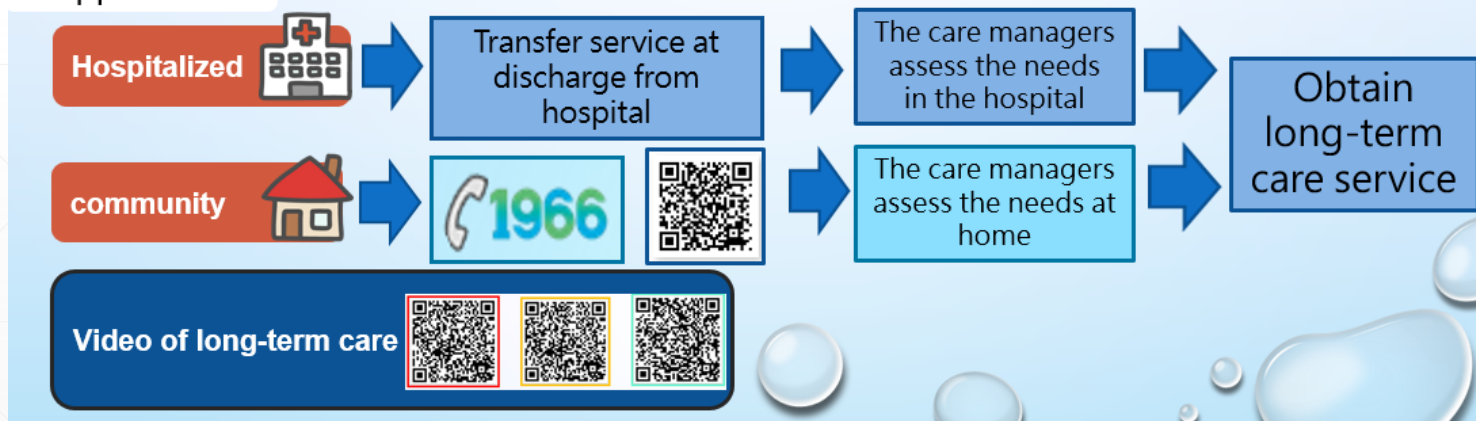 Hospitalized
Transfer service at
discharge from
hospital
The care managers
assess the needs
in the hospital
Obtain
long-term
care service
community
1966
The care managers
assess the needs at
home
Video of long-term care